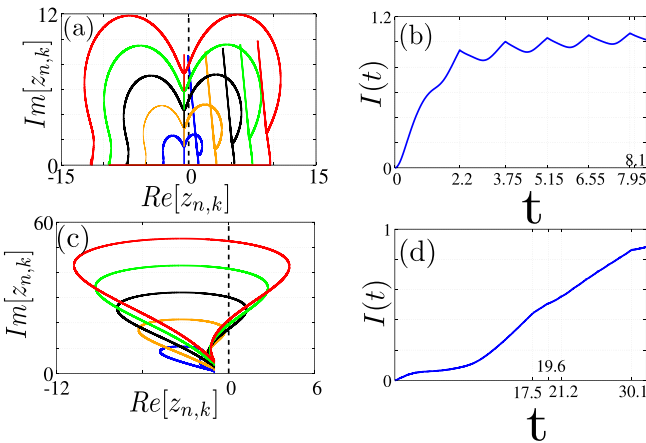 (a)
12
0
Im[z_{n,k}]
-15
0
15
Re[z_{n,k}]
(b)
1.2
0
I(t)
0
2.2
3.75
5.15
6.55
7.95
8.1
t
(c)
60
0
Im[z_{n,k}]
-12
0
6
Re[z_{n,k}]
(d)
1
0
I(t)
17.5
19.6
21.2
30.1
t